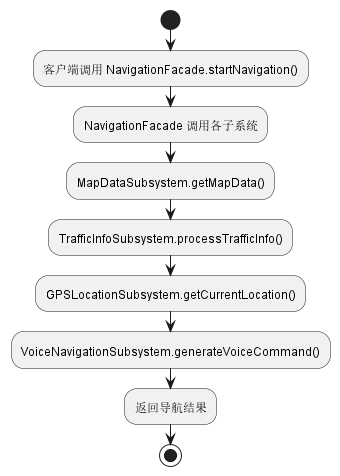 客户端调用 NavigationFacade.startNavigation()
NavigationFacade 调用各子系统
MapDataSubsystem.getMapData()
TrafficInfoSubsystem.processTrafficInfo()
GPSLocationSubsystem.getCurrentLocation()
VoiceNavigationSubsystem.generateVoiceCommand()
返回导航结果